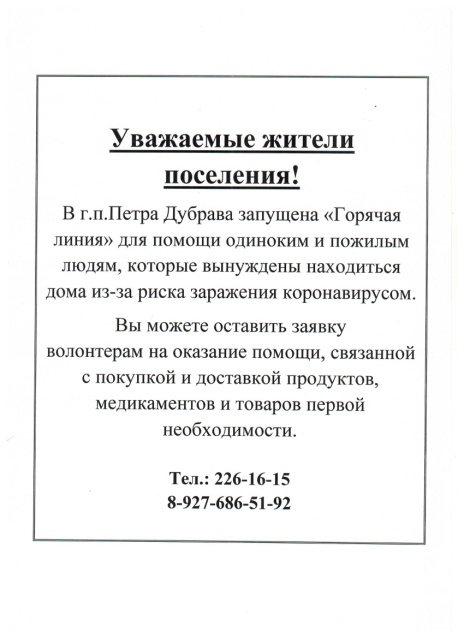 Уважаемые жители
поселения!
В г.п.Петра Дубрава запущена «Горячая
линия» для помощи одиноким и пожилым
людям, которые вынуждены находиться
дома из-за риска заражения коронавирусом.
Вы можете оставить заявку
волонтерам на оказание помощи, связанной
с покупкой и доставкой продуктов,
медикаментов и товаров первой
необходимости.
Тел.: 226-16-15
8-927-686-51-92